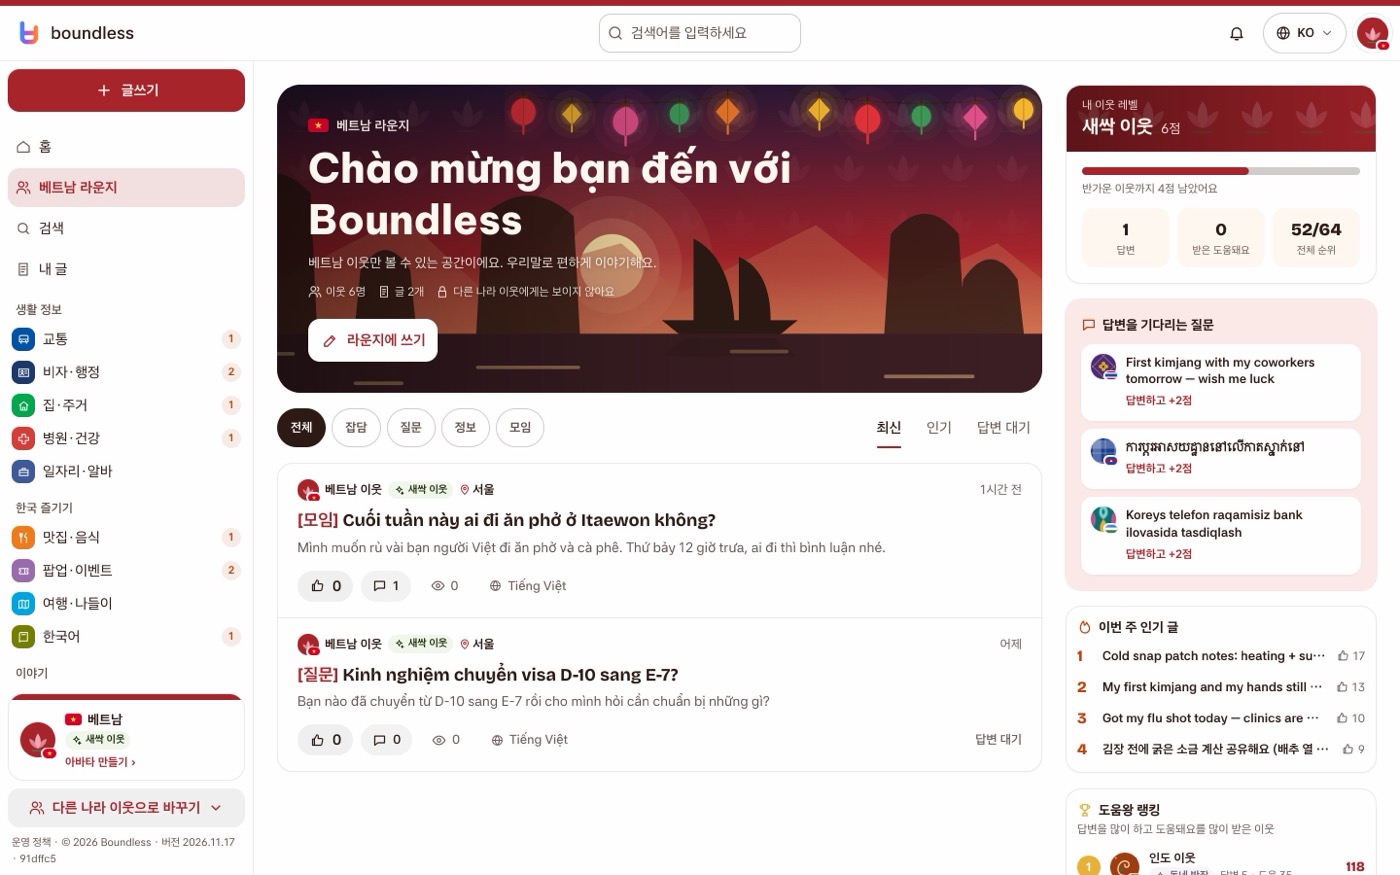 boundless
검색어를 입력하세요
KO
글쓰기
홈
베트남 라운지
검색
내 글
생활 정보
교통 1
비자·행정 2
집·주거 1
병원·건강 1
일자리·알바
한국 즐기기
맛집·음식 1
팝업·이벤트 2
여행·나들이
한국어 1
이야기
베트남
새싹 이웃
아바타 만들기 ›
다른 나라 이웃으로 바꾸기
운영 정책 · © 2026 Boundless · 버전 2026.11.17
· 91dffc5
베트남 라운지
Chào mừng bạn đến với
Boundless
베트남 이웃만 볼 수 있는 공간이에요. 우리말로 편하게 이야기해요.
이웃 6명 글 2개 다른 나라 이웃에게는 보이지 않아요
라운지에 쓰기
전체 잡담 질문 정보 모임
최신 인기 답변 대기
베트남 이웃 새싹 이웃 서울 1시간 전
[모임] Cuối tuần này ai đi ăn phở ở Itaewon không?
Mình muốn rủ vài bạn người Việt đi ăn phở và cà phê. Thứ bảy 12 giờ trưa, ai đi thì bình luận nhé.
0 1 0 Tiếng Việt
베트남 이웃 새싹 이웃 서울 어제
[질문] Kinh nghiệm chuyển visa D-10 sang E-7?
Bạn nào đã chuyển từ D-10 sang E-7 rồi cho mình hỏi cần chuẩn bị những gì?
0 0 0 Tiếng Việt 답변 대기
내 이웃 레벨
새싹 이웃 6점
반가운 이웃까지 4점 남았어요
1 0 52/64
답변 받은 도움돼요 전체 순위
답변을 기다리는 질문
First kimjang with my coworkers
tomorrow — wish me luck
답변하고 +2점
답변하고 +2점
Koreys telefon raqamisiz bank
ilovasida tasdiqlash
답변하고 +2점
이번 주 인기 글
1 Cold snap patch notes: heating + su··· 17
2 My first kimjang and my hands still ··· 13
3 Got my flu shot today — clinics are ··· 10
4 김장 전에 굵은 소금 계산 공유해요 (배추 열 ··· 9
도움왕 랭킹
답변을 많이 하고 도움돼요를 많이 받은 이웃
1 인도 이웃 118